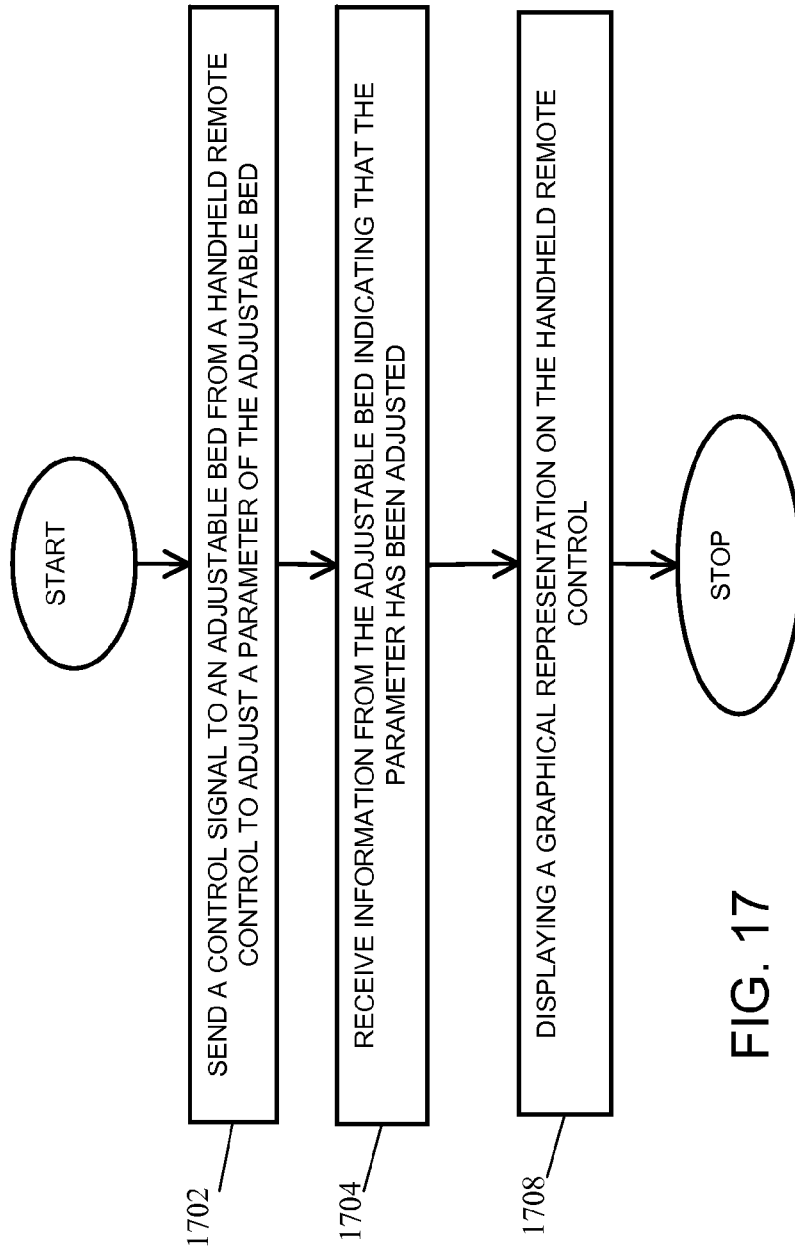 START
1702
SEND A CONTROL SIGNAL TO AN ADJUSTABLE BED FROM A HANDHELD REMOTE
CONTROL TO ADJUST A PARAMETER OF THE ADJUSTABLE BED
1704
RECEIVE INFORMATION FROM THE ADJUSTABLE BED INDICATING THAT THE
PARAMETER HAS BEEN ADJUSTED
1708
DISPLAYING A GRAPHICAL REPRESENTATION ON THE HANDHELD REMOTE
CONTROL
STOP
FIG. 17